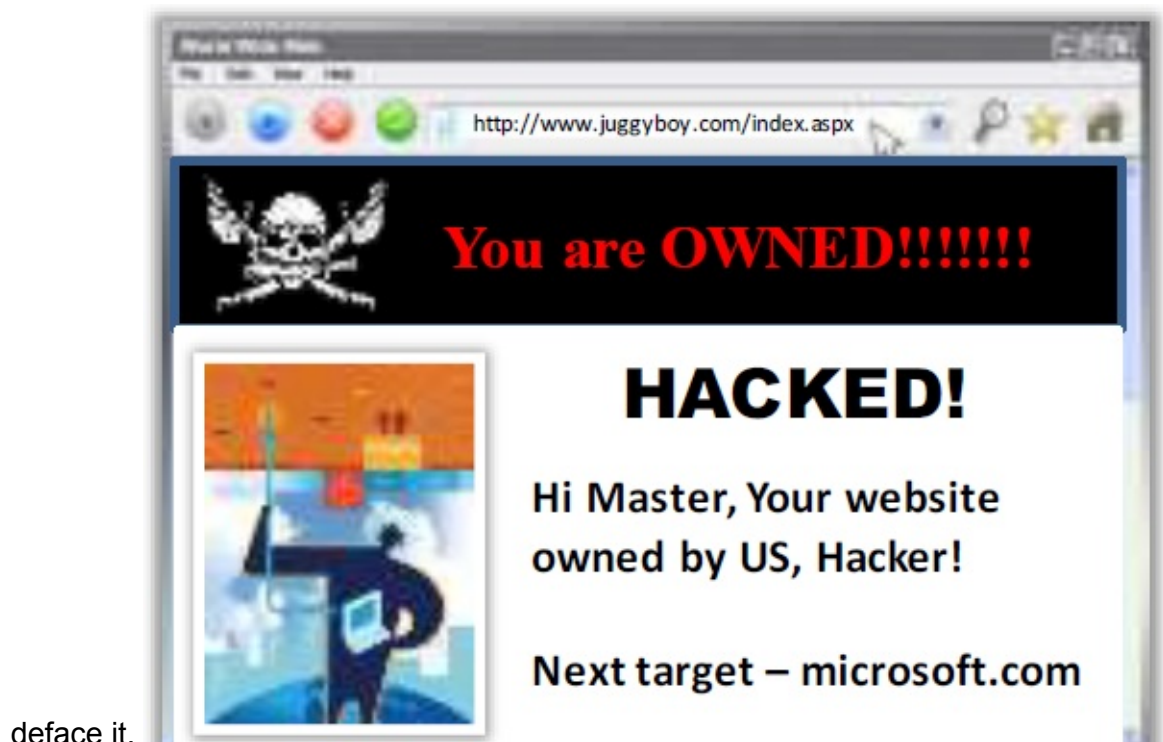 http://www.juggyboy.com/index.aspx
You are OWNED!!!!!!!
HACKED!
Hi Master, Your website
owned by US, Hacker!
Next target – microsoft.com
deface it.